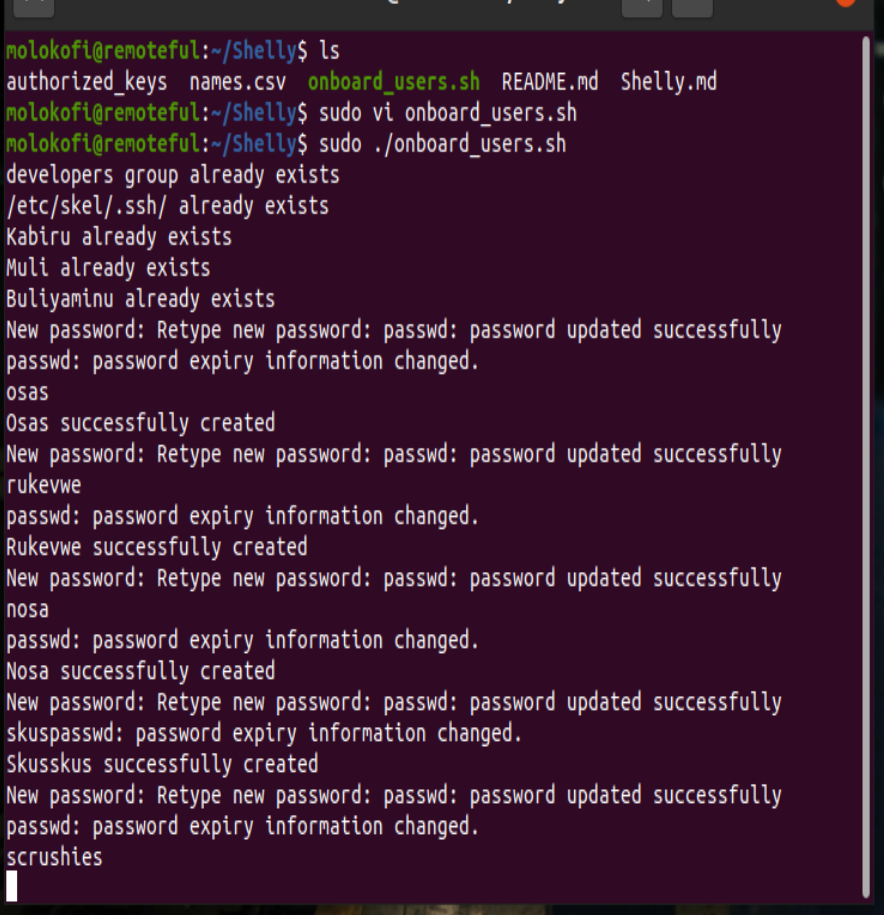 molokofi@remoteful:~/Shelly$ ls
authorized_keys names.csv onboard_users.sh README.md Shelly.md
molokofi@remoteful:~/Shelly$ sudo vi onboard_users.sh
molokofi@remoteful:~/Shelly$ sudo ./onboard_users.sh
developers group already exists
/etc/skel/.ssh/ already exists
Kabiru already exists
Muli already exists
Buliyaminu already exists
New password: Retype new password: passwd: password updated successfully
passwd: password expiry information changed.
osas
Osas successfully created
New password: Retype new password: passwd: password updated successfully
rukevwe
passwd: password expiry information changed.
Rukevwe successfully created
New password: Retype new password: passwd: password updated successfully
nosa
passwd: password expiry information changed.
Nosa successfully created
New password: Retype new password: passwd: password updated successfully
skuspasswd: password expiry information changed.
Skusskus successfully created
New password: Retype new password: passwd: password updated successfully
passwd: password expiry information changed.
scrushies